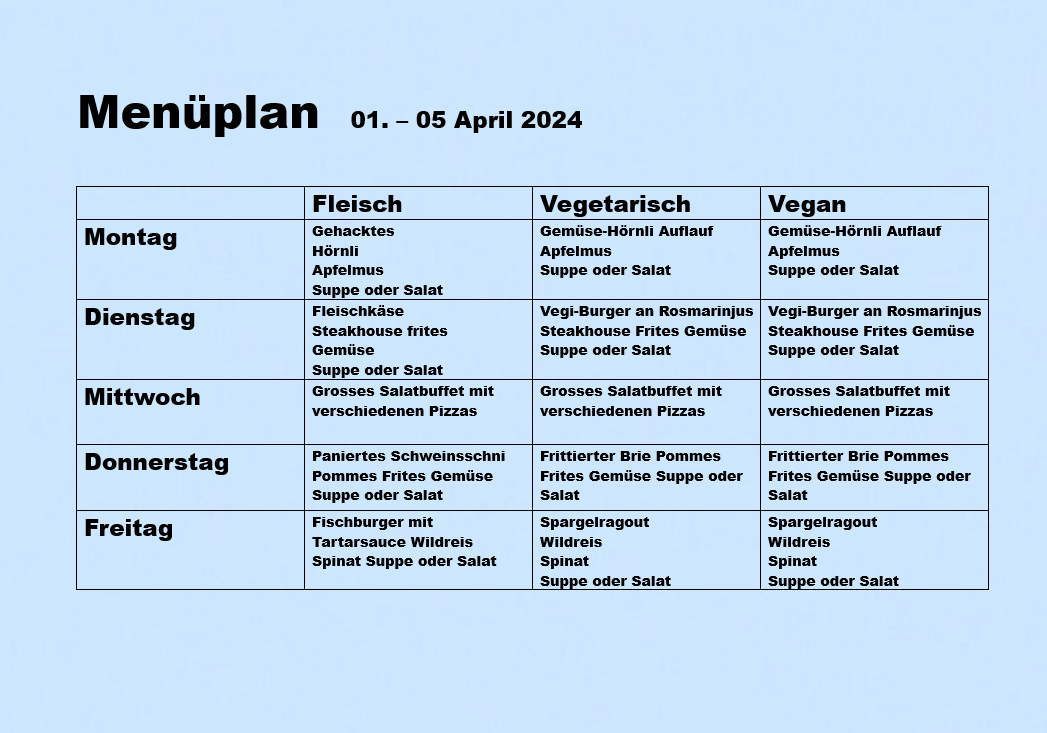 Menüplan 01. – 05 April 2024
Fleisch Vegetarisch Vegan
Montag
Gehacktes
Hörnli
Apfelmus
Suppe oder Salat
Gemüse-Hörnli Auflauf
Apfelmus
Suppe oder Salat
Gemüse-Hörnli Auflauf
Apfelmus
Suppe oder Salat
Dienstag
Fleischkäse
Steakhouse frites
Gemüse
Suppe oder Salat
Vegi-Burger an Rosmarinjus
Steakhouse Frites Gemüse
Suppe oder Salat
Vegi-Burger an Rosmarinjus
Steakhouse Frites Gemüse
Suppe oder Salat
Mittwoch
Grosses Salatbuffet mit
verschiedenen Pizzas
Grosses Salatbuffet mit
verschiedenen Pizzas
Grosses Salatbuffet mit
verschiedenen Pizzas
Donnerstag
Paniertes Schweinsschni
Pommes Frites Gemüse
Suppe oder Salat
Frittierter Brie Pommes
Frites Gemüse Suppe oder
Salat
Frittierter Brie Pommes
Frites Gemüse Suppe oder
Salat
Freitag
Fischburger mit
Tartarsauce Wildreis
Spinat Suppe oder Salat
Spargelragout
Wildreis
Spinat
Suppe oder Salat
Spargelragout
Wildreis
Spinat
Suppe oder Salat